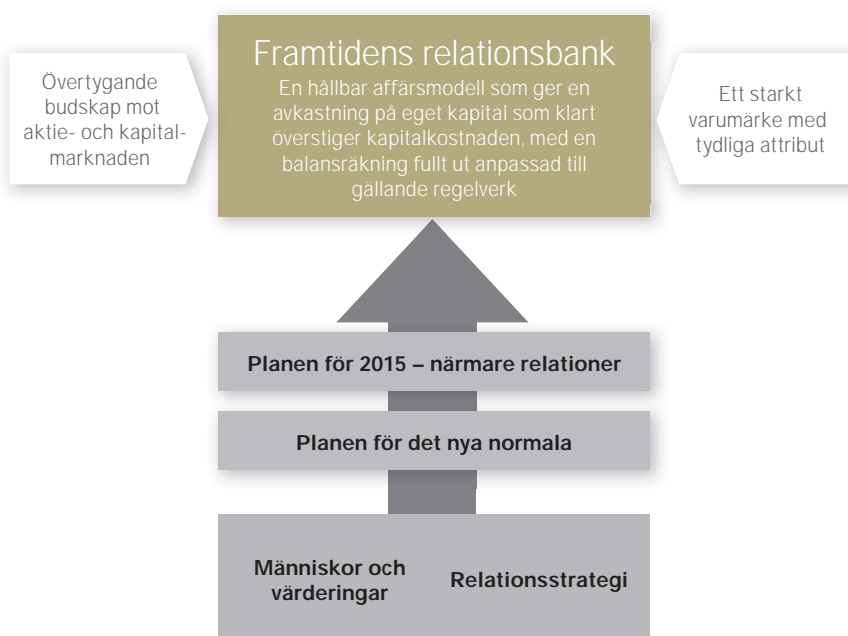 Framtidens relationsbank
En hållbar affärsmodell som ger en
avkastning på eget kapital som klart
överstiger kapitalkostnaden, med en
balansräkning fullt ut anpassad till
gällande regelverk
Övertygande
budskap mot
aktie- och kapital-
marknaden
Ett starkt
varumärke med
tydliga attribut
Planen för 2015 – närmare relationer
Planen för det nya normala
Människor och
värderingar
Relationsstrategi